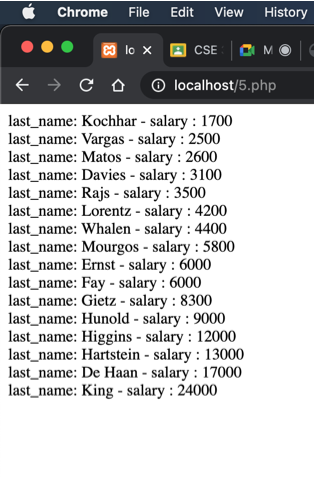 Chrome File Edit View History
lo CSE M
localhost/5.php
last_name: Kochhar - salary : 1700
last_name: Vargas - salary : 2500
last_name: Matos - salary : 2600
last_name: Davies - salary : 3100
last_name: Rajs - salary : 3500
last_name: Lorentz - salary : 4200
last_name: Whalen - salary : 4400
last_name: Mourgos - salary : 5800
last_name: Ernst - salary : 6000
last_name: Fay - salary : 6000
last_name: Gietz - salary : 8300
last_name: Hunold - salary : 9000
last_name: Higgins - salary : 12000
last_name: Hartstein - salary : 13000
last_name: De Haan - salary : 17000
last_name: King - salary : 24000